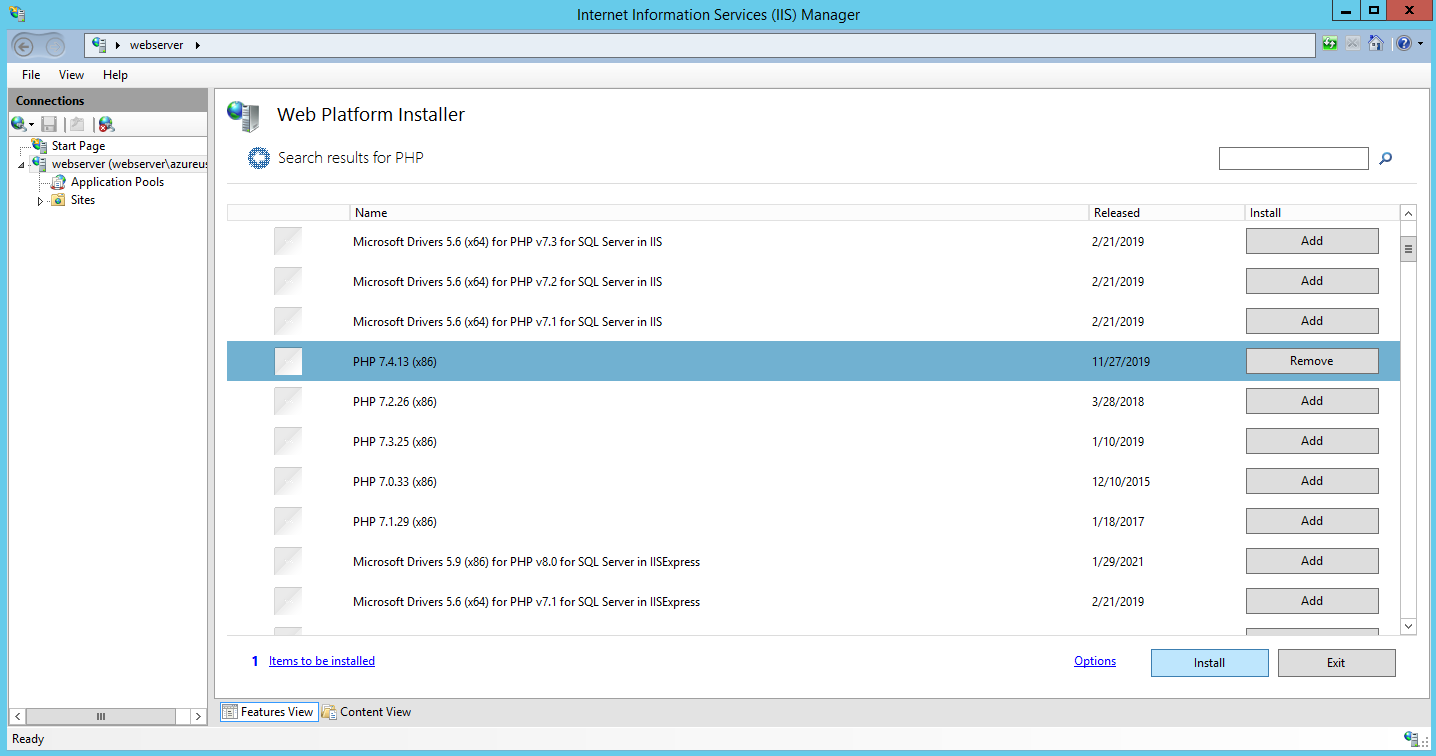 Internet Information Services (IIS) Manager
webserver
File View Help
Connections
Start Page
webserver (webserver\azureus
Application Pools
Sites
Web Platform Installer
Search results for PHP
Name Released Install
Microsoft Drivers 5.6 (x64) for PHP v7.3 for SQL Server in IIS 2/21/2019 Add
Microsoft Drivers 5.6 (x64) for PHP v7.2 for SQL Server in IIS 2/21/2019 Add
Microsoft Drivers 5.6 (x64) for PHP v7.1 for SQL Server in IIS 2/21/2019 Add
PHP 7.4.13 (x86) 11/27/2019 Remove
PHP 7.2.26 (x86) 3/28/2018 Add
PHP 7.3.25 (x86) 1/10/2019 Add
PHP 7.0.33 (x86) 12/10/2015 Add
PHP 7.1.29 (x86) 1/18/2017 Add
Microsoft Drivers 5.9 (x86) for PHP v8.0 for SQL Server in IISExpress 1/29/2021 Add
Microsoft Drivers 5.6 (x64) for PHP v7.1 for SQL Server in IISExpress 2/21/2019 Add
1 Items to be installed Options Install Exit
Features View Content View
Ready